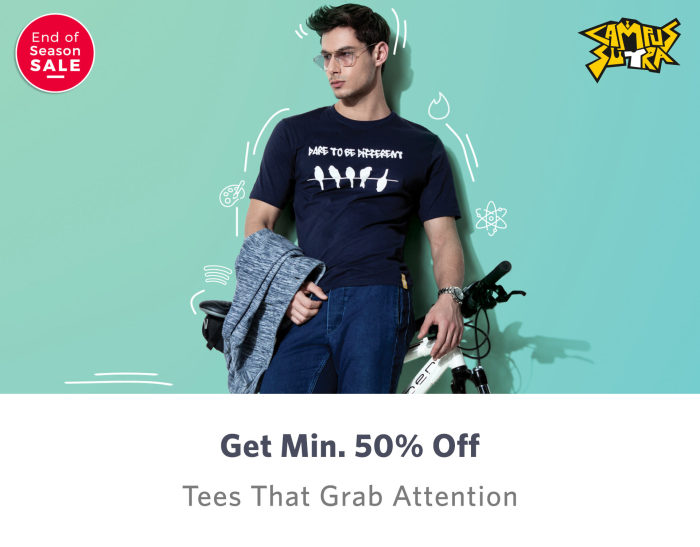 End of
Season
SALE
CAMPUS
SUTRA
DARE TO BE DIFFERENT
Get Min. 50% Off
Tees That Grab Attention